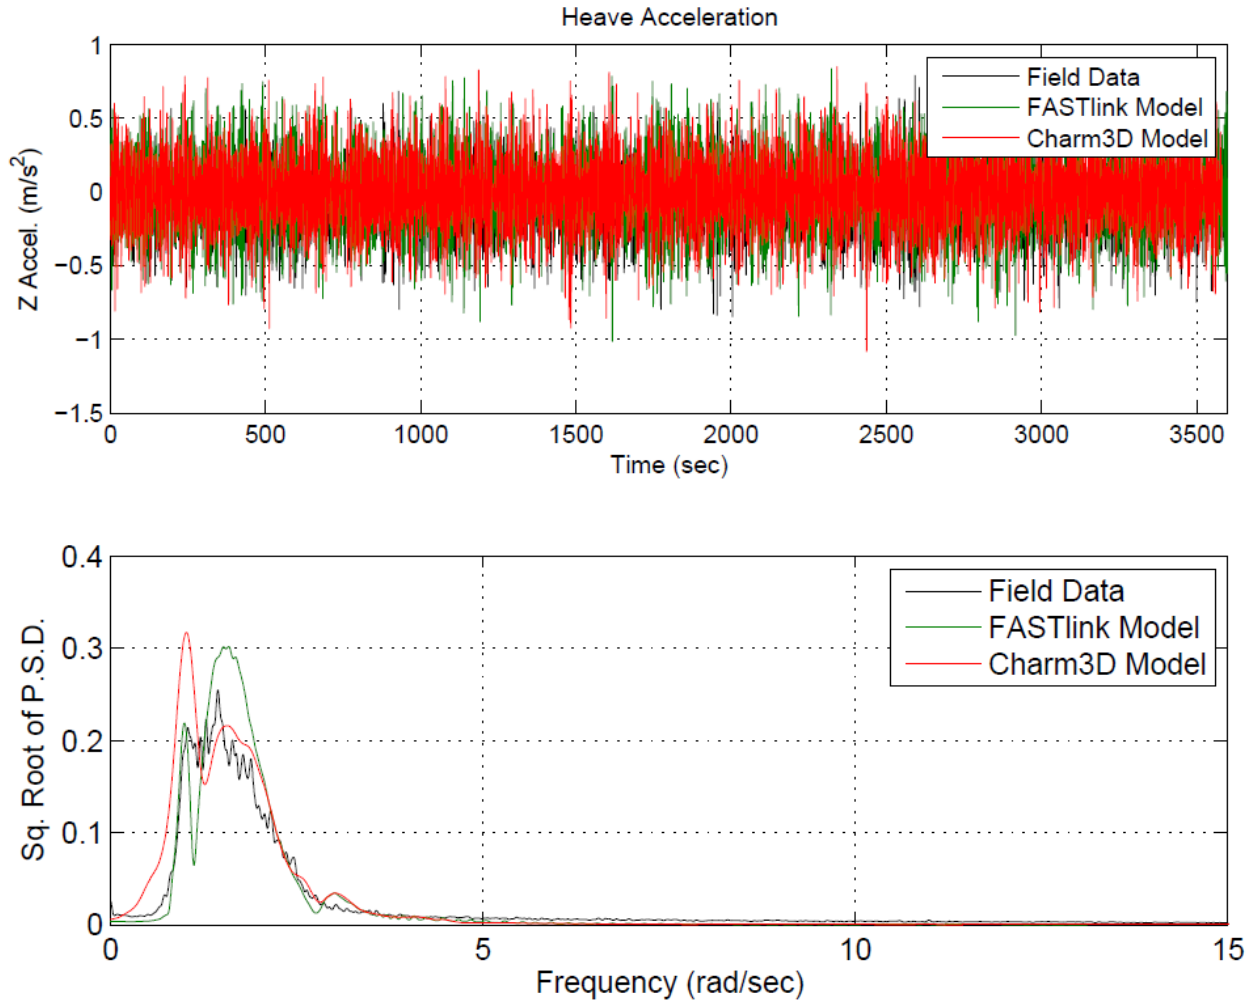 Heave Acceleration
1
0.5
0
−0.5
−1
−1.5
Z Accel. (m/s²)
Field Data
FASTlink Model
Charm3D Model
0 500 1000 1500 2000 2500 3000 3500
Time (sec)
0.4
0.3
0.2
0.1
0
Sq. Root of P.S.D.
Field Data
FASTlink Model
Charm3D Model
0 5 10 15
Frequency (rad/sec)